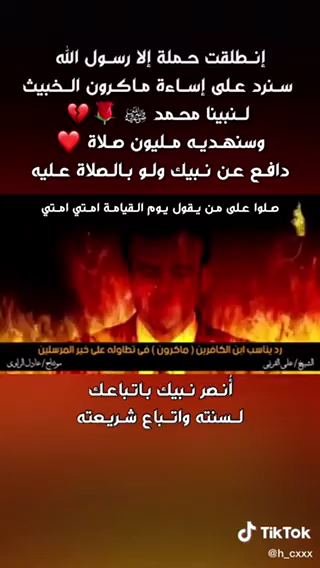 إنطلقت حملة إلا رسول الله
سنرد على إساءة ماكرون الخبيث
لنبينا محمد ﷺ 🌹💔
وسنهديه مليون صلاة ❤️
دافع عن نبيك ولو بالصلاة عليه
صلوا على من يقول يوم القيامة امتي امتي
رد يناسب ابن الكافرين ( ماكرون ) في تطاوله على خير المرسلين
الشيخ / علي القرني
مونتاج / عادل الراوي
أنصر نبيك باتباعك
لسنته واتباع شريعته
TikTok
@h_cxxx